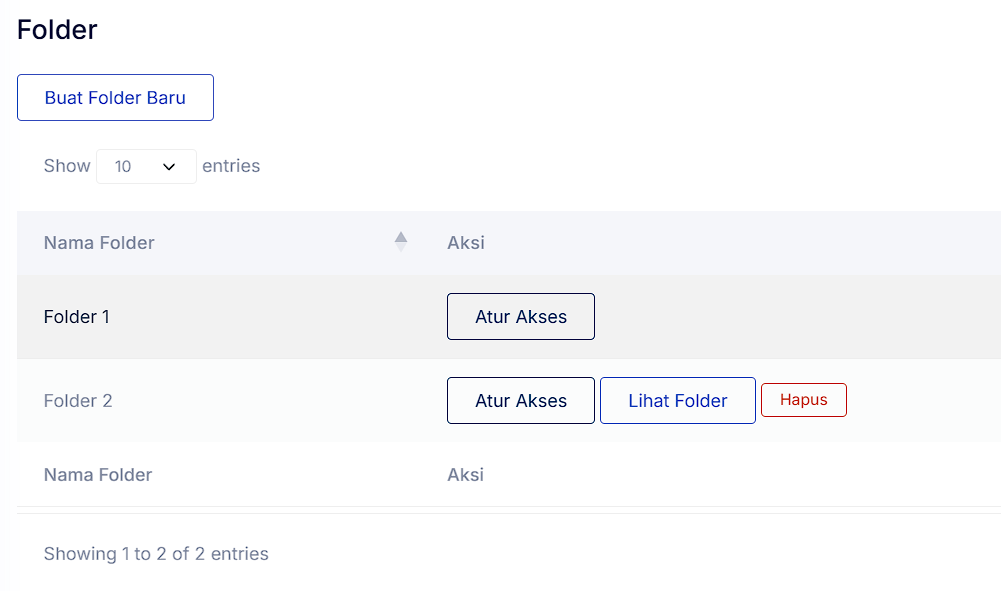 Folder
Buat Folder Baru
Show 10 entries
Nama Folder Aksi
Folder 1 Atur Akses
Folder 2 Atur Akses Lihat Folder Hapus
Nama Folder Aksi
Showing 1 to 2 of 2 entries